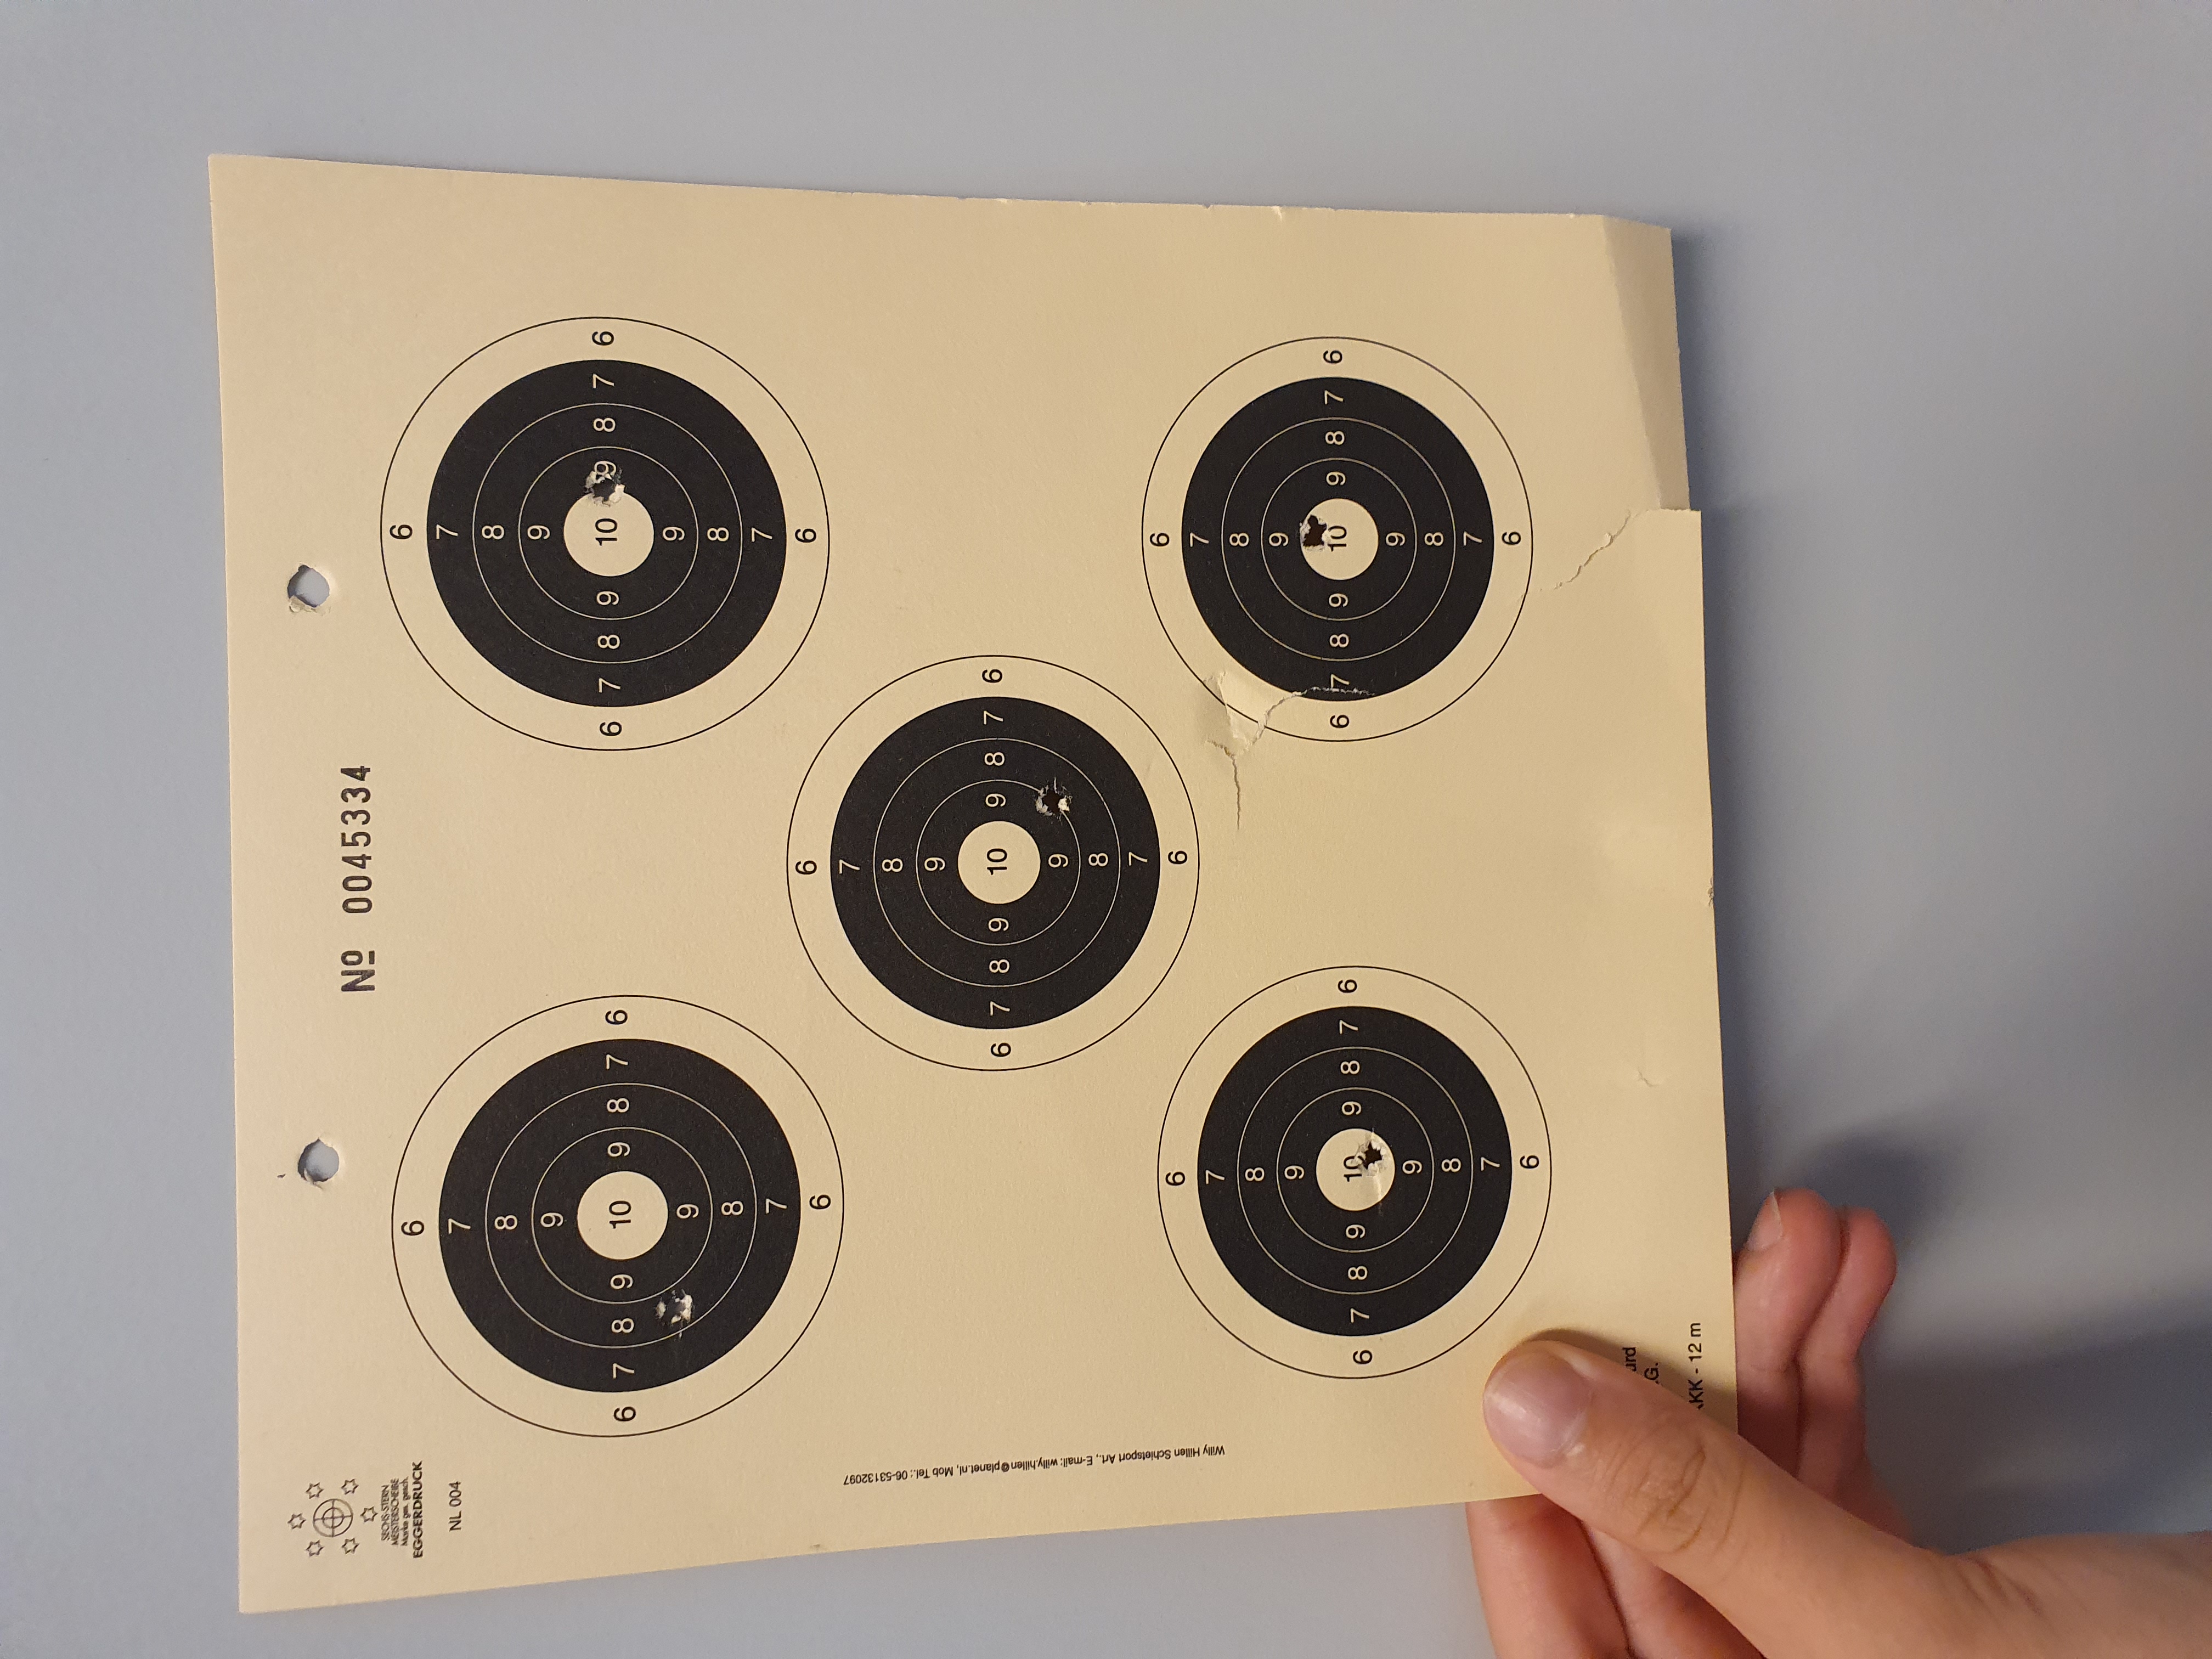 SECHS-STERN
MEISTERSCHEIBE
Marke ges. gesch.
EGGERDRUCK
NL 004
Nº 0045334
6
7
8
9
6 7 8 9 10 9 8 7 6
9
8
7
6
6
7
8
9
6 7 8 9 10 9 8 7 6
9
8
7
6
Willy Hillen Schietsport Art., E-mail: willy.hillen@planet.nl, Mob Tel.: 06-53132097
6
7
8
9
6 7 8 9 10 9 8 7 6
9
8
7
6
6
7
8
9
6 7 8 9 10 9 8 7 6
9
8
7
6
6
7
8
9
6 7 8 9 10 9 8 7 6
9
8
7
6
.G.
KK - 12 m